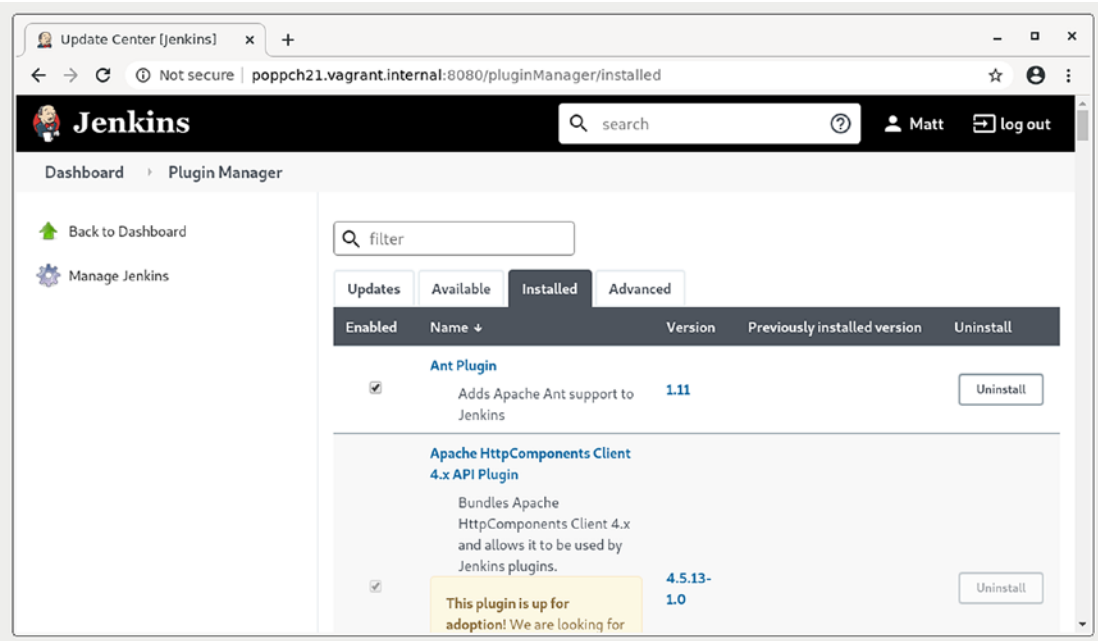 Update Center [Jenkins]
Not secure poppch21.vagrant.internal:8080/pluginManager/installed
Jenkins
search
Matt
log out
Dashboard
Plugin Manager
Back to Dashboard
Manage Jenkins
filter
Updates Available Installed Advanced
Enabled Name Version Previously installed version Uninstall
Ant Plugin
Adds Apache Ant support to
Jenkins
1.11
Uninstall
Apache HttpComponents Client
4.x API Plugin
Bundles Apache
HttpComponents Client 4.x
and allows it to be used by
Jenkins plugins.
This plugin is up for
adoption! We are looking for
4.5.13-
1.0
Uninstall